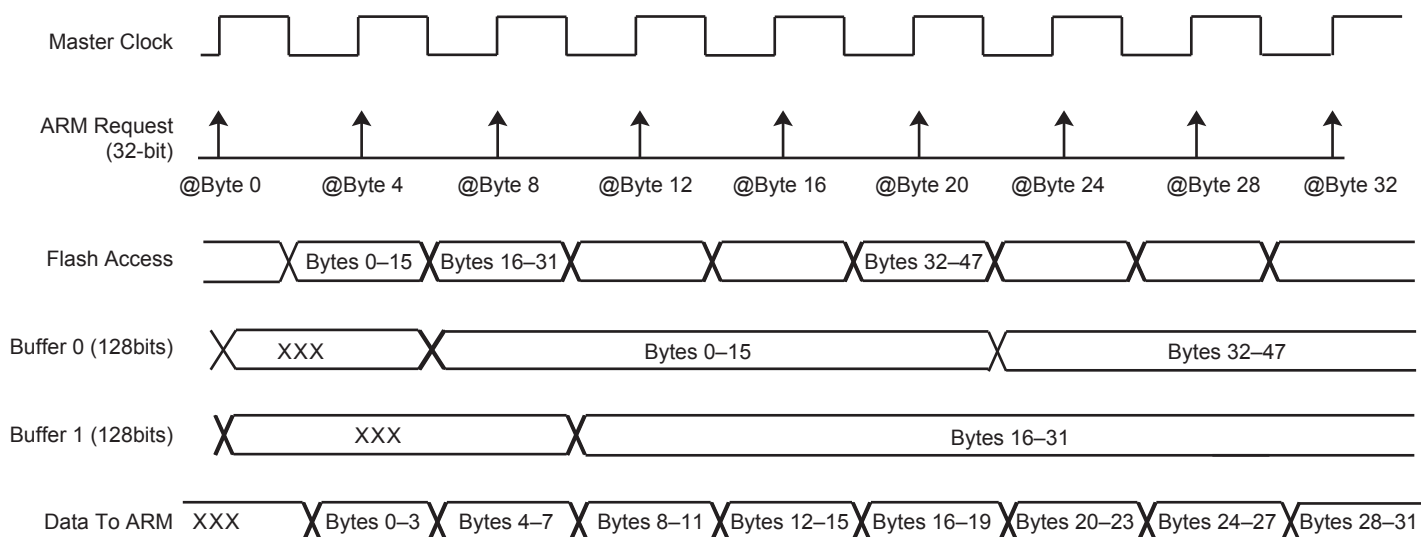 Master Clock
ARM Request
(32-bit)
@Byte 0 @Byte 4 @Byte 8 @Byte 12 @Byte 16 @Byte 20 @Byte 24 @Byte 28 @Byte 32
Flash Access Bytes 0–15 Bytes 16–31 Bytes 32–47
Buffer 0 (128bits) XXX Bytes 0–15 Bytes 32–47
Buffer 1 (128bits) XXX Bytes 16–31
Data To ARM XXX Bytes 0–3 Bytes 4–7 Bytes 8–11 Bytes 12–15 Bytes 16–19 Bytes 20–23 Bytes 24–27 Bytes 28–31